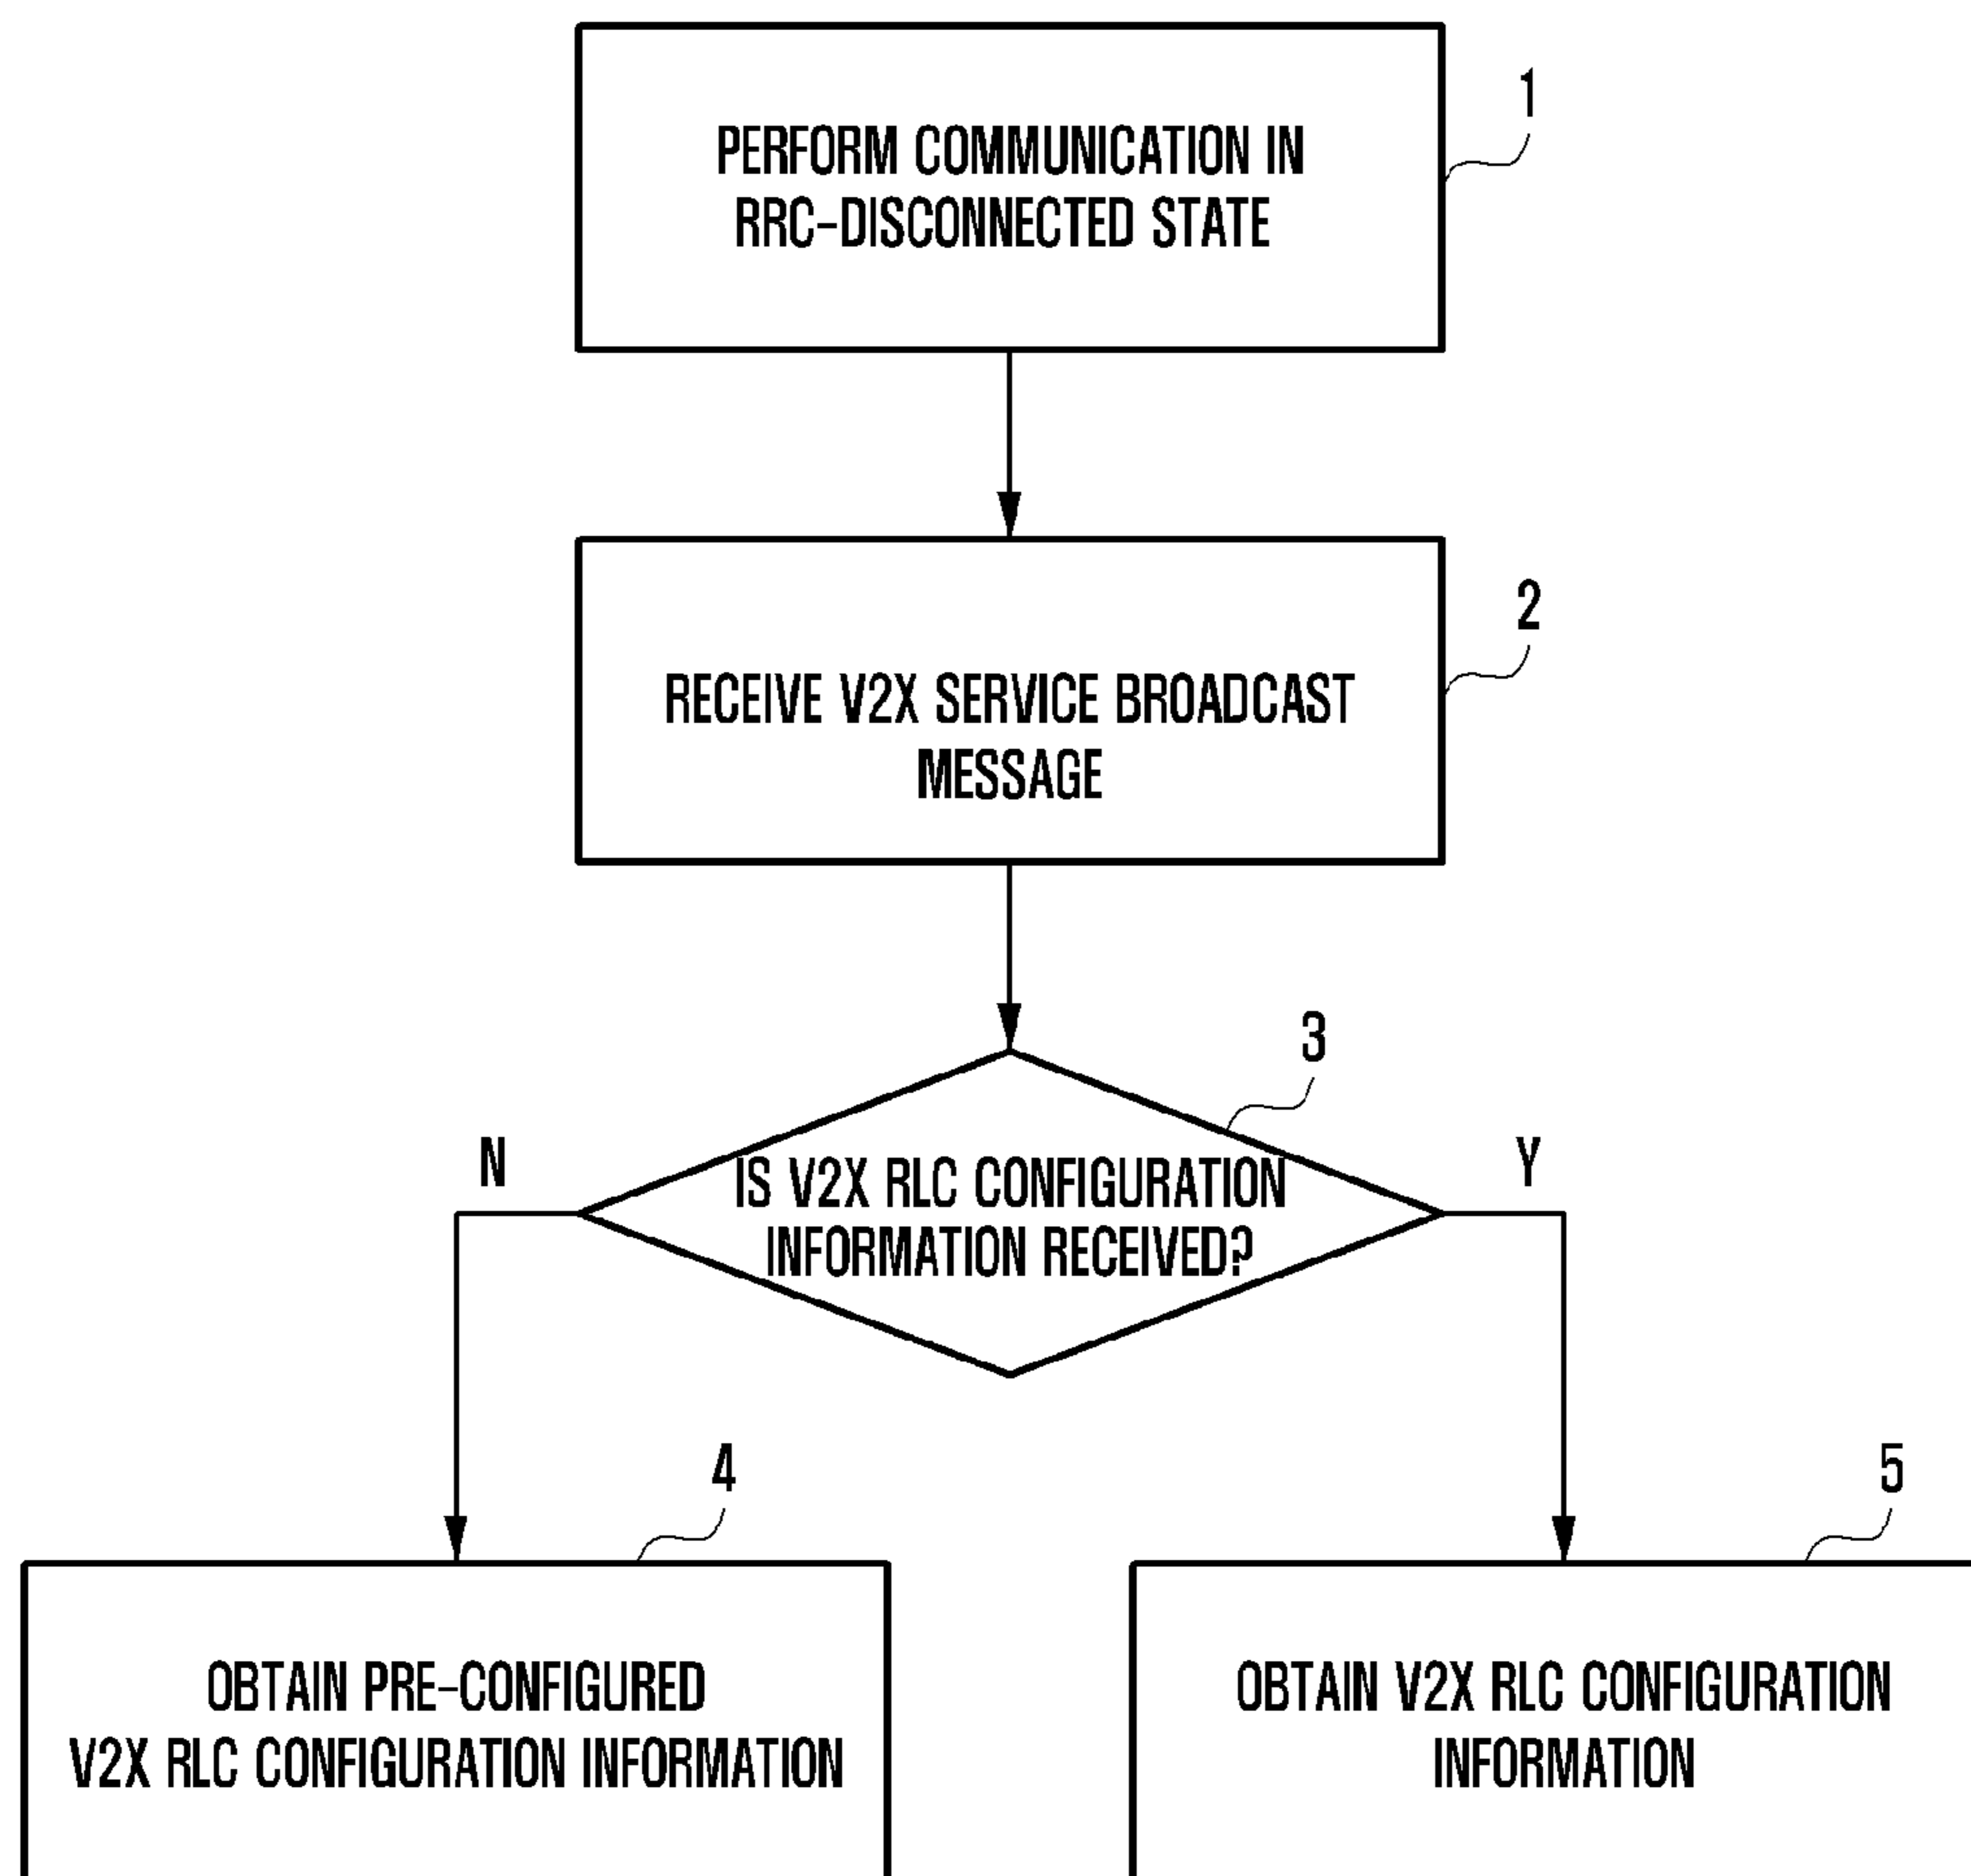 1
PERFORM COMMUNICATION IN
RRC-DISCONNECTED STATE
2
RECEIVE V2X SERVICE BROADCAST
MESSAGE
3
N
Y
IS V2X RLC CONFIGURATION
INFORMATION RECEIVED?
4
5
OBTAIN PRE-CONFIGURED
V2X RLC CONFIGURATION INFORMATION
OBTAIN V2X RLC CONFIGURATION
INFORMATION